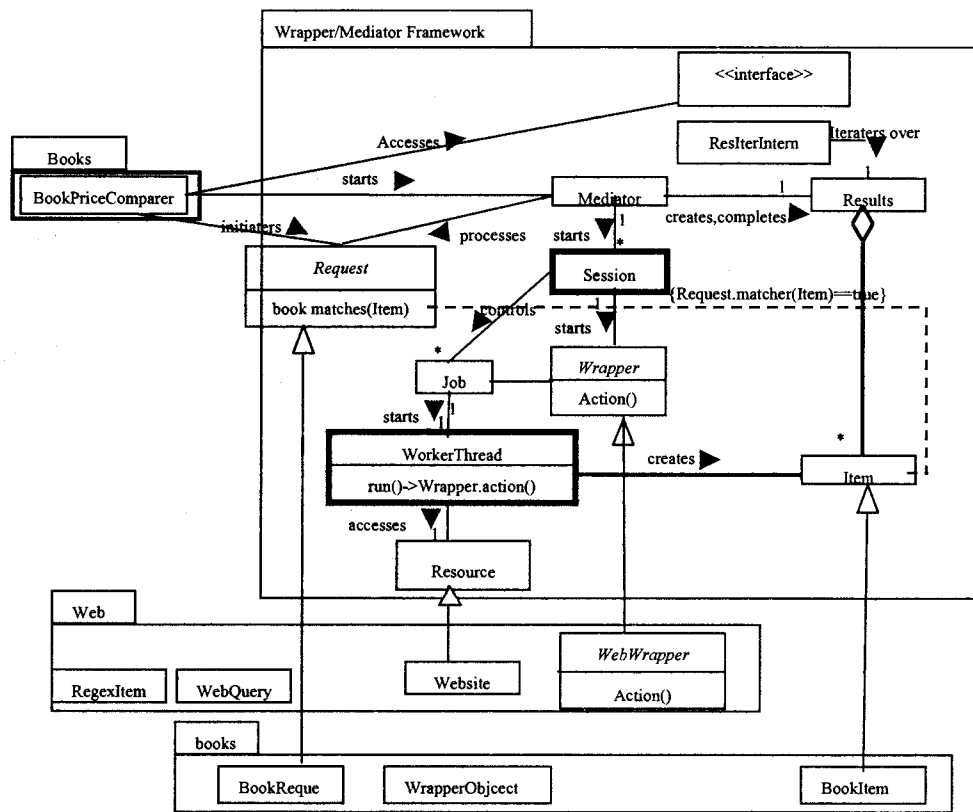 Wrapper/Mediator Framework
<<interface>>
Accesses
ResIterIntern
Iteraters over
Books
BookPriceComparer
starts
Mediator
1
1
Results
creates,completes
initiaters
processes
starts
1
*
Request
Session
book matches(Item)
{Request.matcher(Item)==true}
1
controls
starts
*
Job
Wrapper
Action()
starts
1
1
*
WorkerThread
creates
run()->Wrapper.action()
Item
accesses
1
Resource
Web
WebWrapper
RegexItem
WebQuery
Website
Action()
books
BookReque
WrapperObjcect
BookItem